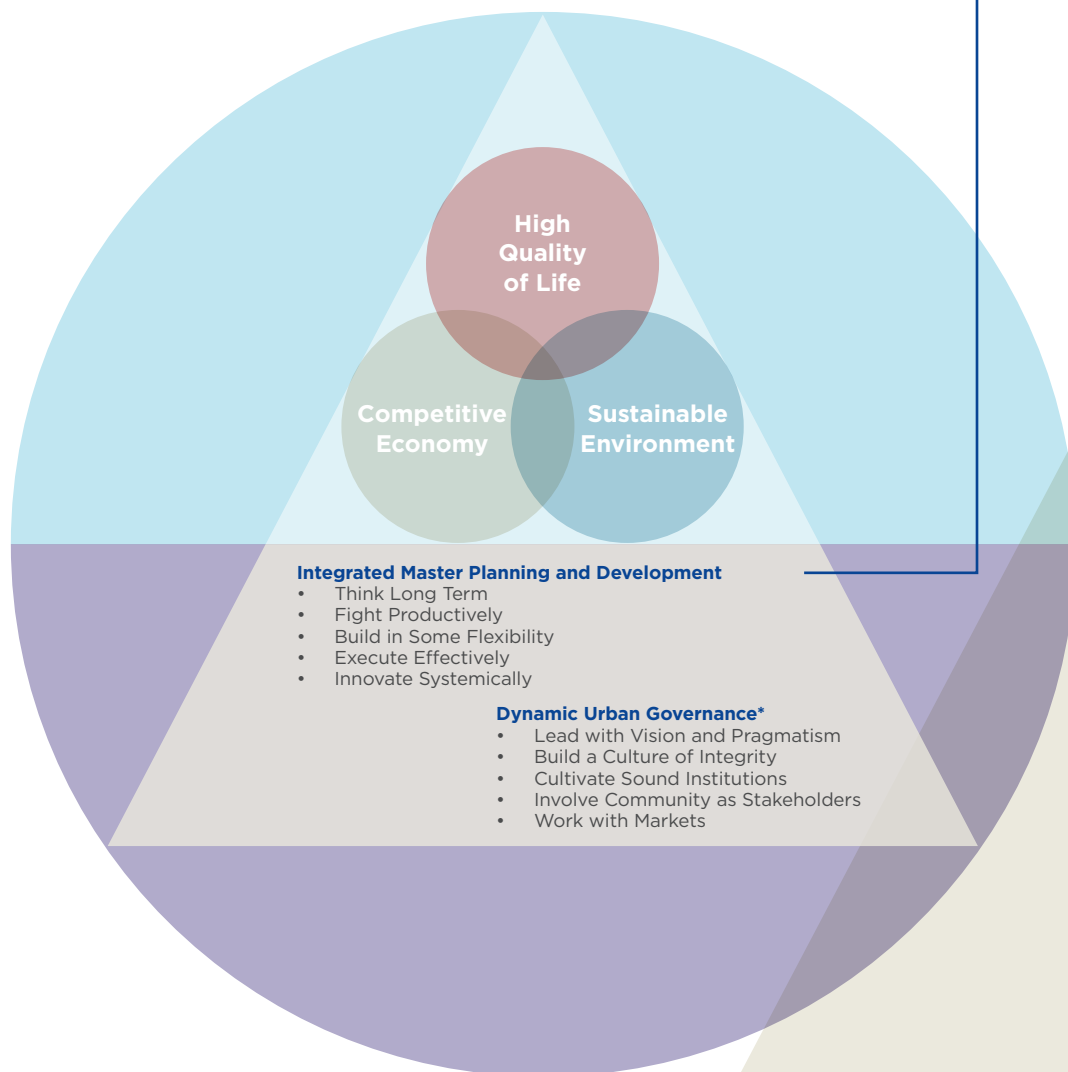 High
Quality
of Life
Competitive
Economy
Sustainable
Environment
Integrated Master Planning and Development
• Think Long Term
• Fight Productively
• Build in Some Flexibility
• Execute Effectively
• Innovate Systemically
Dynamic Urban Governance*
• Lead with Vision and Pragmatism
• Build a Culture of Integrity
• Cultivate Sound Institutions
• Involve Community as Stakeholders
• Work with Markets